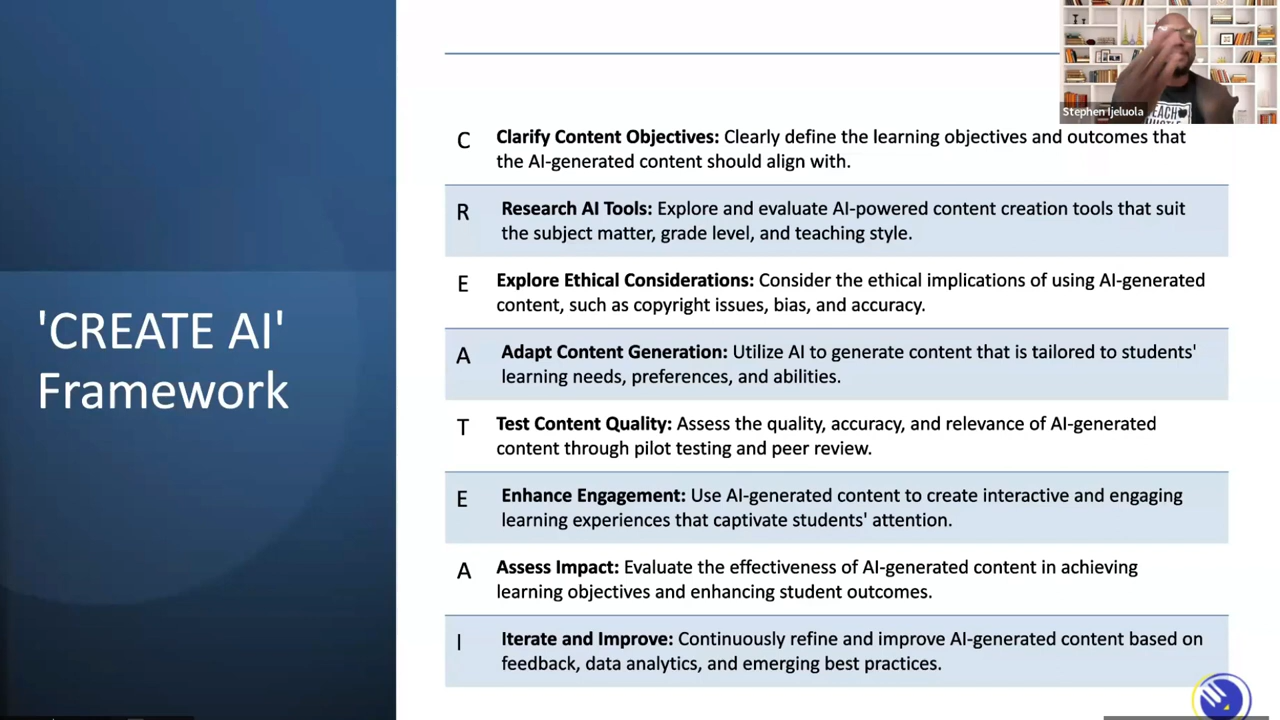 Stephen Ijeluola
'CREATE AI'
Framework
C
Clarify Content Objectives: Clearly define the learning objectives and outcomes that
the AI-generated content should align with.
R
Research AI Tools: Explore and evaluate AI-powered content creation tools that suit
the subject matter, grade level, and teaching style.
E
Explore Ethical Considerations: Consider the ethical implications of using AI-generated
content, such as copyright issues, bias, and accuracy.
A
Adapt Content Generation: Utilize AI to generate content that is tailored to students'
learning needs, preferences, and abilities.
T
Test Content Quality: Assess the quality, accuracy, and relevance of AI-generated
content through pilot testing and peer review.
E
Enhance Engagement: Use AI-generated content to create interactive and engaging
learning experiences that captivate students' attention.
A
Assess Impact: Evaluate the effectiveness of AI-generated content in achieving
learning objectives and enhancing student outcomes.
I
Iterate and Improve: Continuously refine and improve AI-generated content based on
feedback, data analytics, and emerging best practices.